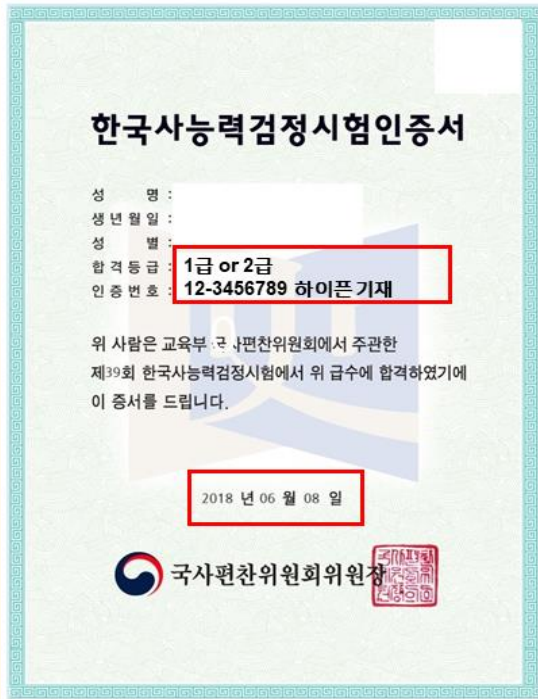 한국사능력검정시험인증서
성 명 :
생년월일 :
성 별 :
합격등급 : 1급 or 2급
인증번호 : 12-3456789 하이픈 기재
위 사람은 교육부 국사편찬위원회에서 주관한
제39회 한국사능력검정시험에서 위 급수에 합격하였기에
이 증서를 드립니다.
2018 년 06 월 08 일
국사편찬위원회위원장